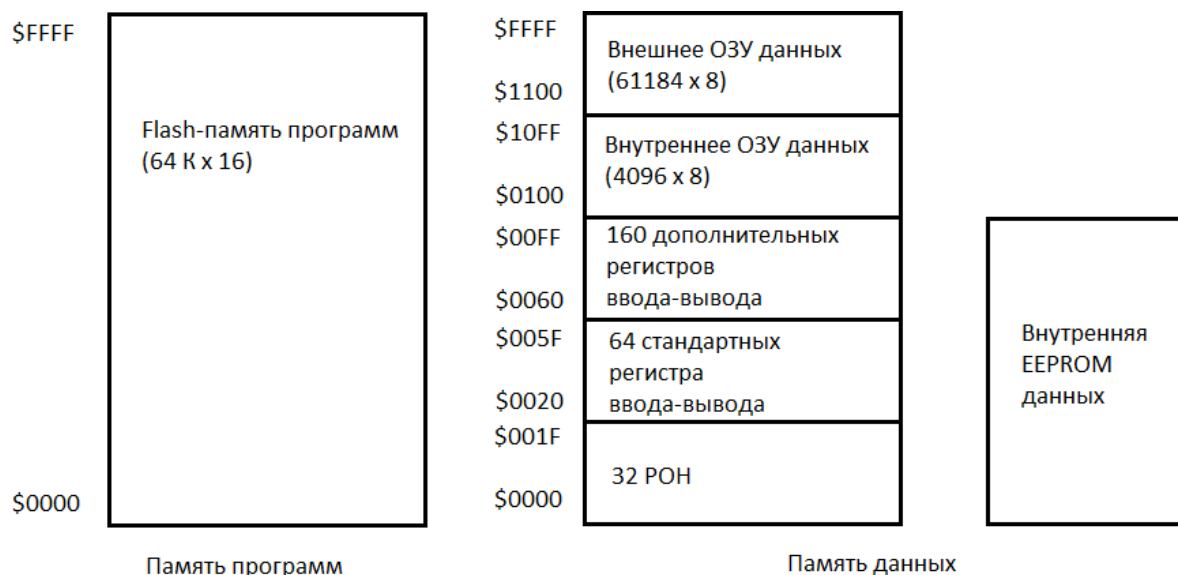 $FFFF
Flash-память программ
(64 К х 16)
$0000
Память программ
$FFFF
Внешнее ОЗУ данных
(61184 х 8)
$1100
$10FF
Внутреннее ОЗУ данных
(4096 х 8)
$0100
$00FF
160 дополнительных
регистров
ввода-вывода
$0060
$005F
64 стандартных
регистра
ввода-вывода
$0020
$001F
32 РОН
$0000
Внутренняя
EEPROM
данных
Память данных